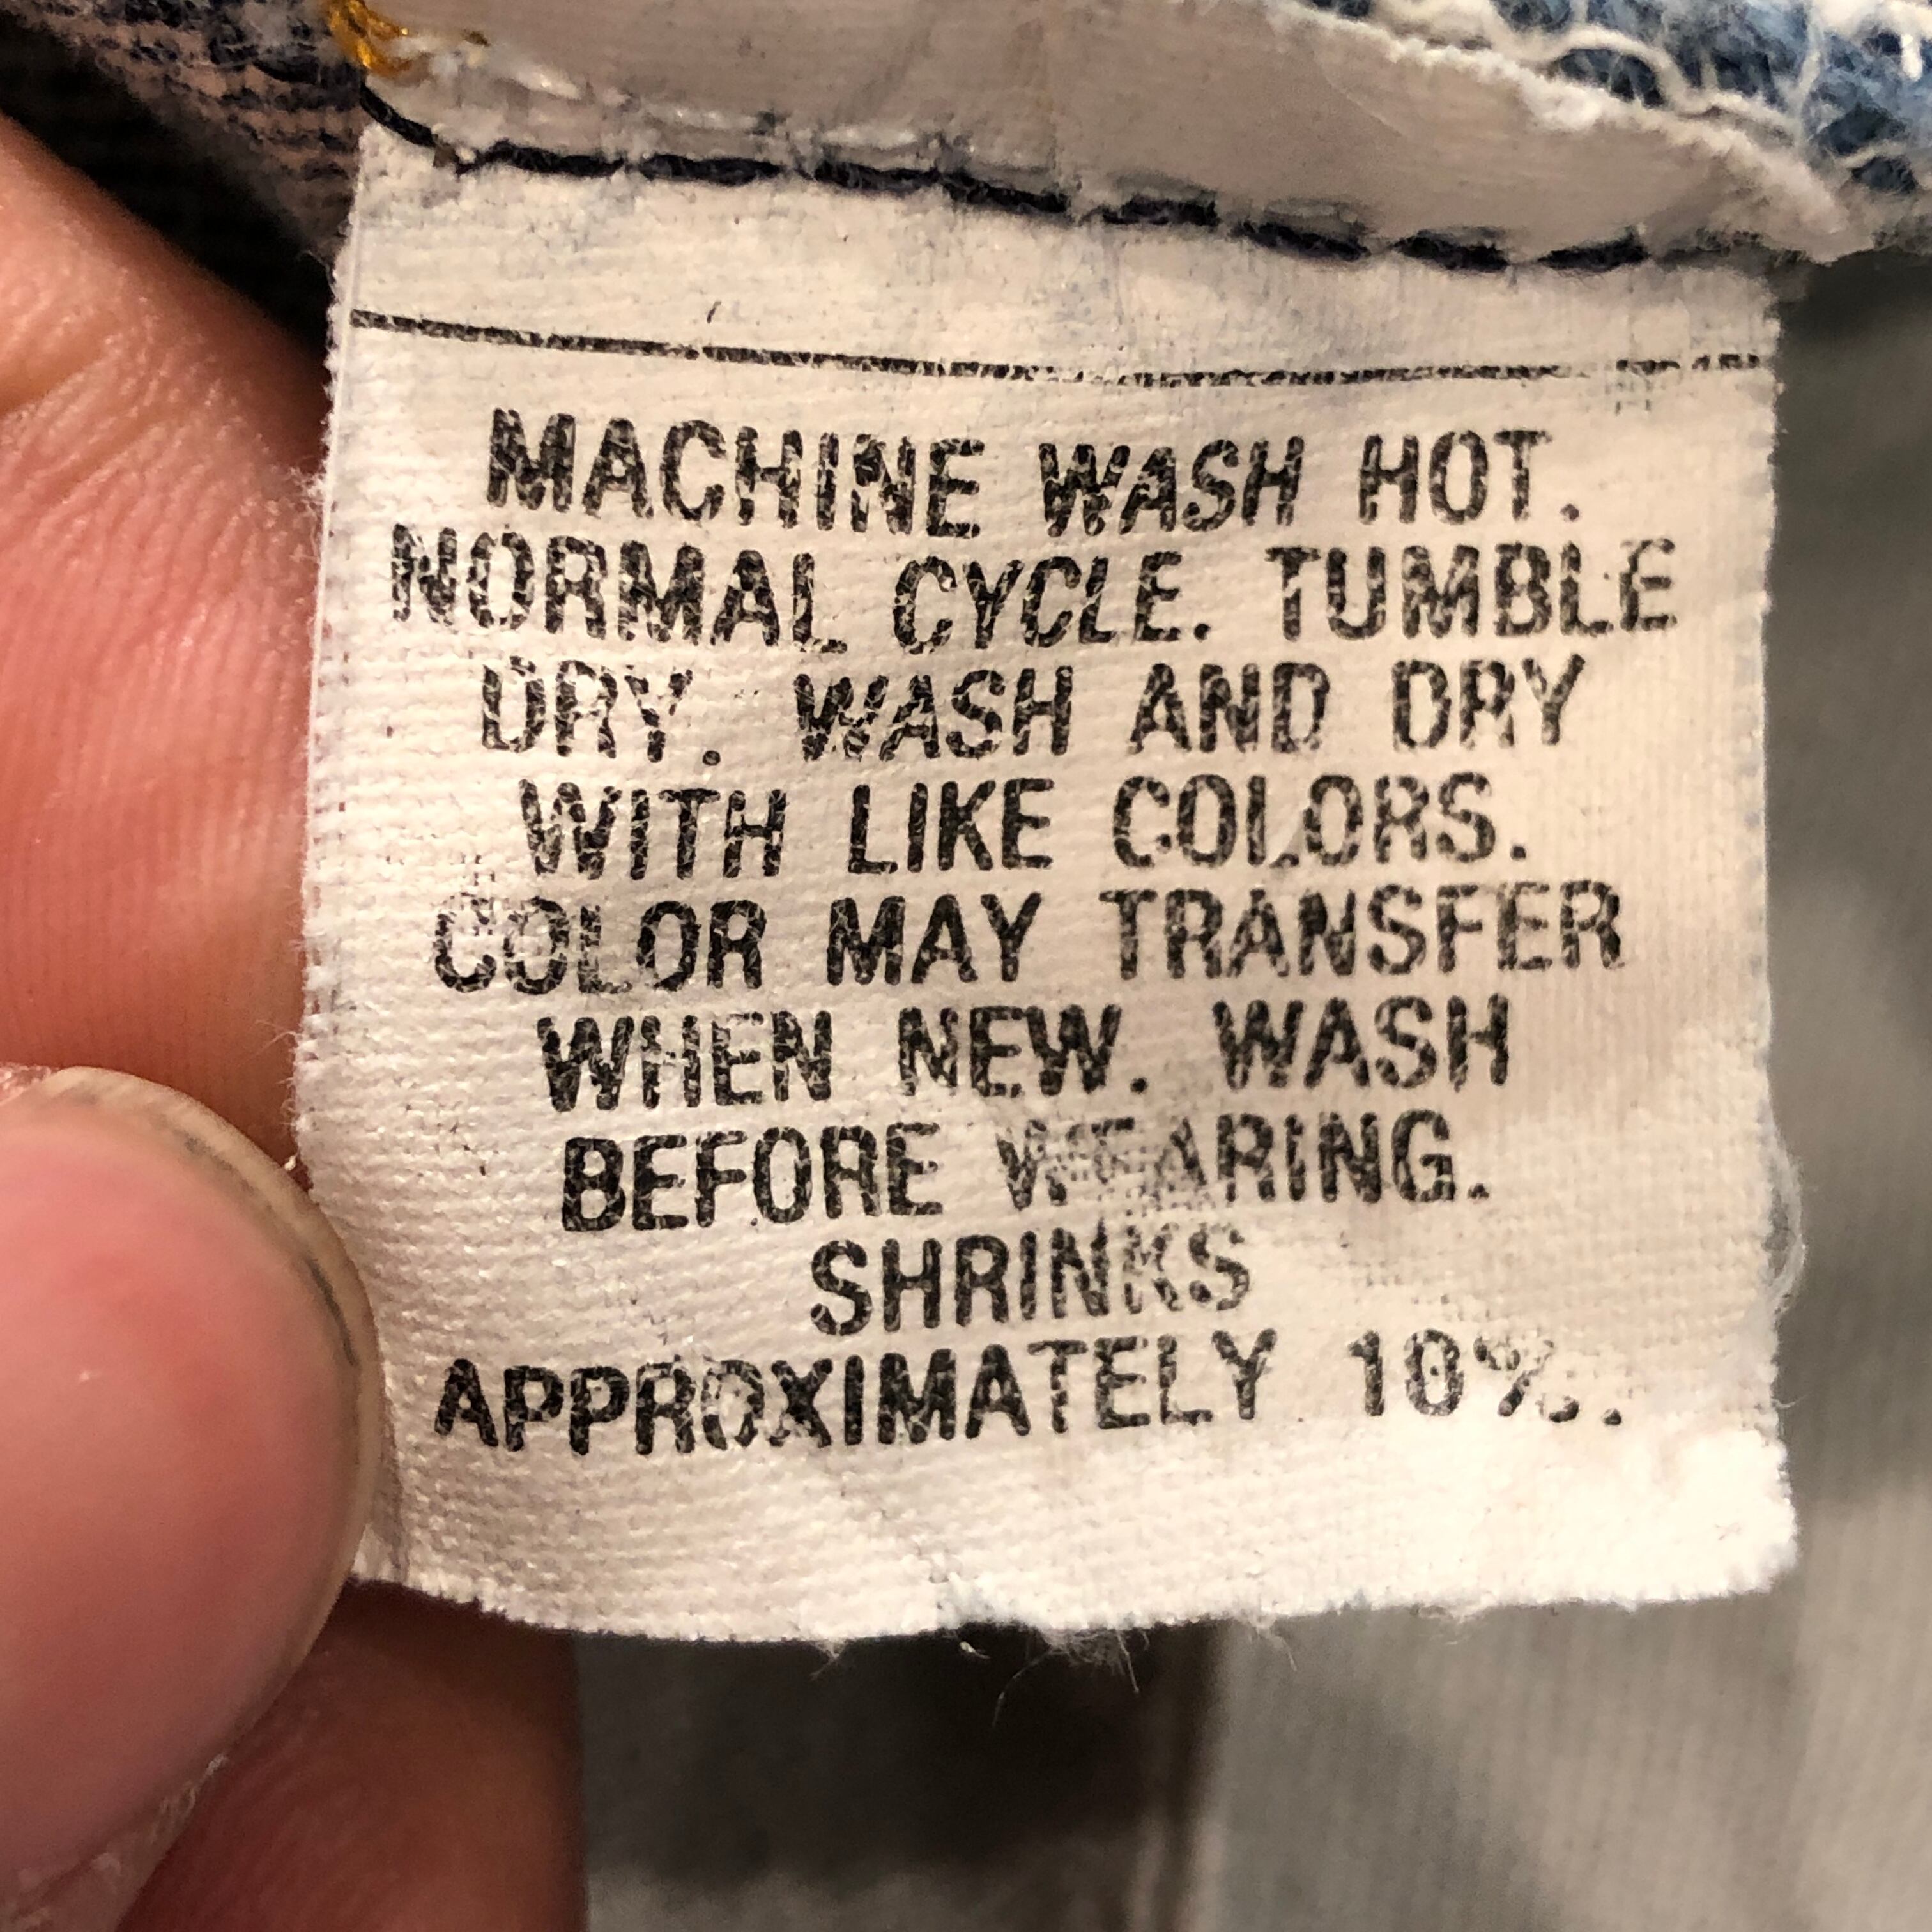 MACHINE WASH HOT.
NORMAL CYCLE. TUMBLE
DRY. WASH AND DRY
WITH LIKE COLORS.
COLOR MAY TRANSFER
WHEN NEW. WASH
BEFORE WEARING.
SHRINKS
APPROXIMATELY 10%.